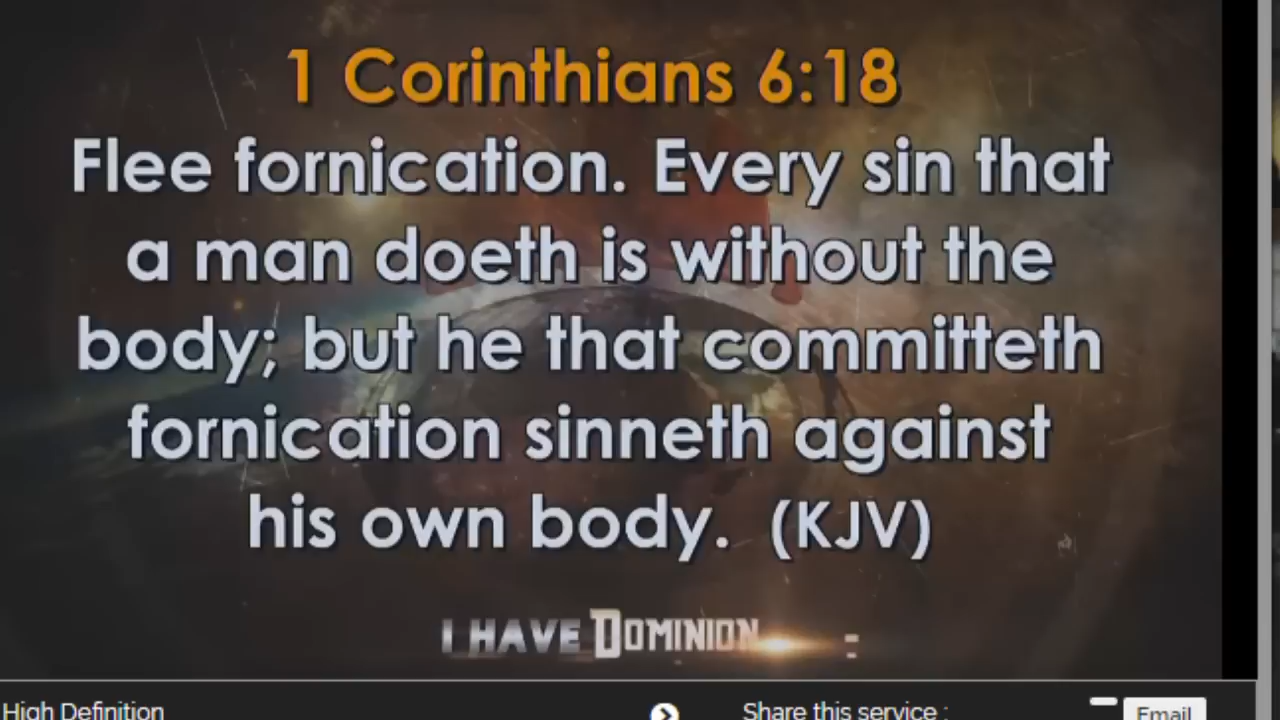 1 Corinthians 6:18
Flee fornication. Every sin that
a man doeth is without the
body; but he that committeth
fornication sinneth against
his own body. (KJV)
I HAVE DOMINION
High Definition
Share this service :
Email